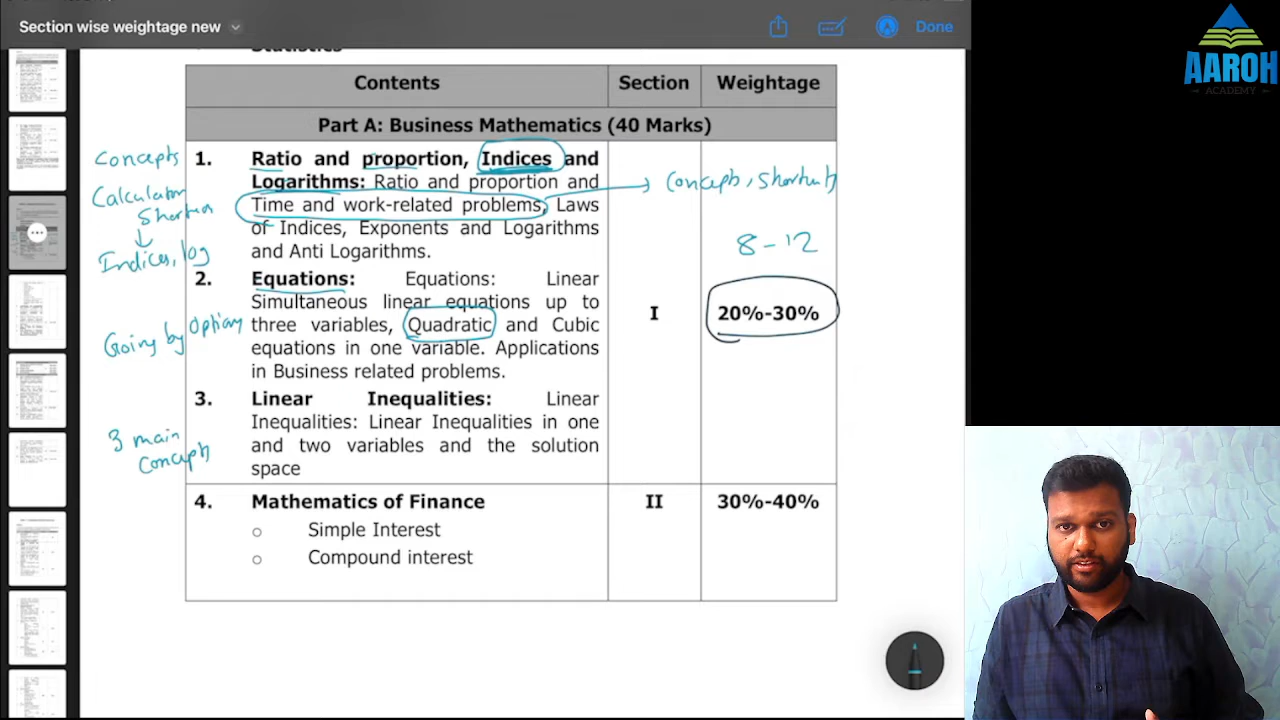 Section wise weightage new
Done
AAROH
ACADEMY
Statistics
Contents Section Weightage
Part A: Business Mathematics (40 Marks)
1. Ratio and proportion, Indices and
Logarithms: Ratio and proportion and
Time and work-related problems, Laws
of Indices, Exponents and Logarithms
and Anti Logarithms.
2. Equations: Equations: Linear
Simultaneous linear equations up to
three variables, Quadratic and Cubic
equations in one variable. Applications
in Business related problems.
3. Linear Inequalities: Linear
Inequalities: Linear Inequalities in one
and two variables and the solution
space
I 20%-30%
4. Mathematics of Finance II 30%-40%
Simple Interest
Compound interest
Concepts
Calculator
Indices, log
Going by Options
3 main
Concepts
Concepts, Shortcuts
8-12